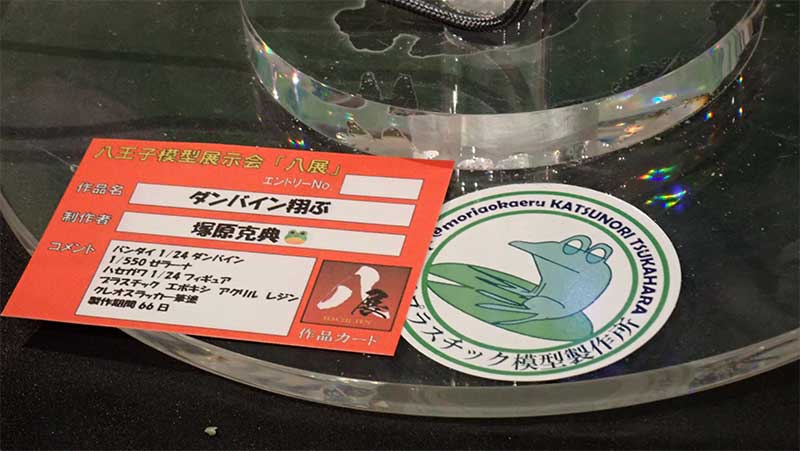 八王子模型展示会「八展」
エントリーNo.
作品名 ダンバイン翔ぶ
制作者 塚原克典
コメント
バンダイ 1/24 ダンバイン
1/550 ゼラーナ
ハセガワ 1/24 フィギュア
プラスチック エポキシ アクリル レジン
クレオスラッカー筆塗
製作期間 66 日
八展
HACHI TEN
作品カード
@moriaokaeru KATSUNORI TSUKAHARA
プラスチック模型製作所